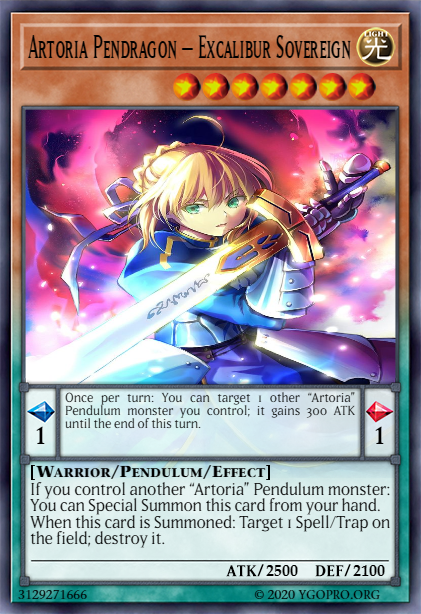 Artoria Pendragon – Excalibur Sovereign
LIGHT
光
Once per turn: You can target 1 other “Artoria”
Pendulum monster you control; it gains 300 ATK
until the end of this turn.
1
1
[Warrior/Pendulum/Effect]
If you control another “Artoria” Pendulum monster:
You can Special Summon this card from your hand.
When this card is Summoned: Target 1 Spell/Trap on
the field; destroy it.
ATK/2500 DEF/2100
3129271666 © 2020 YGOPRO.ORG